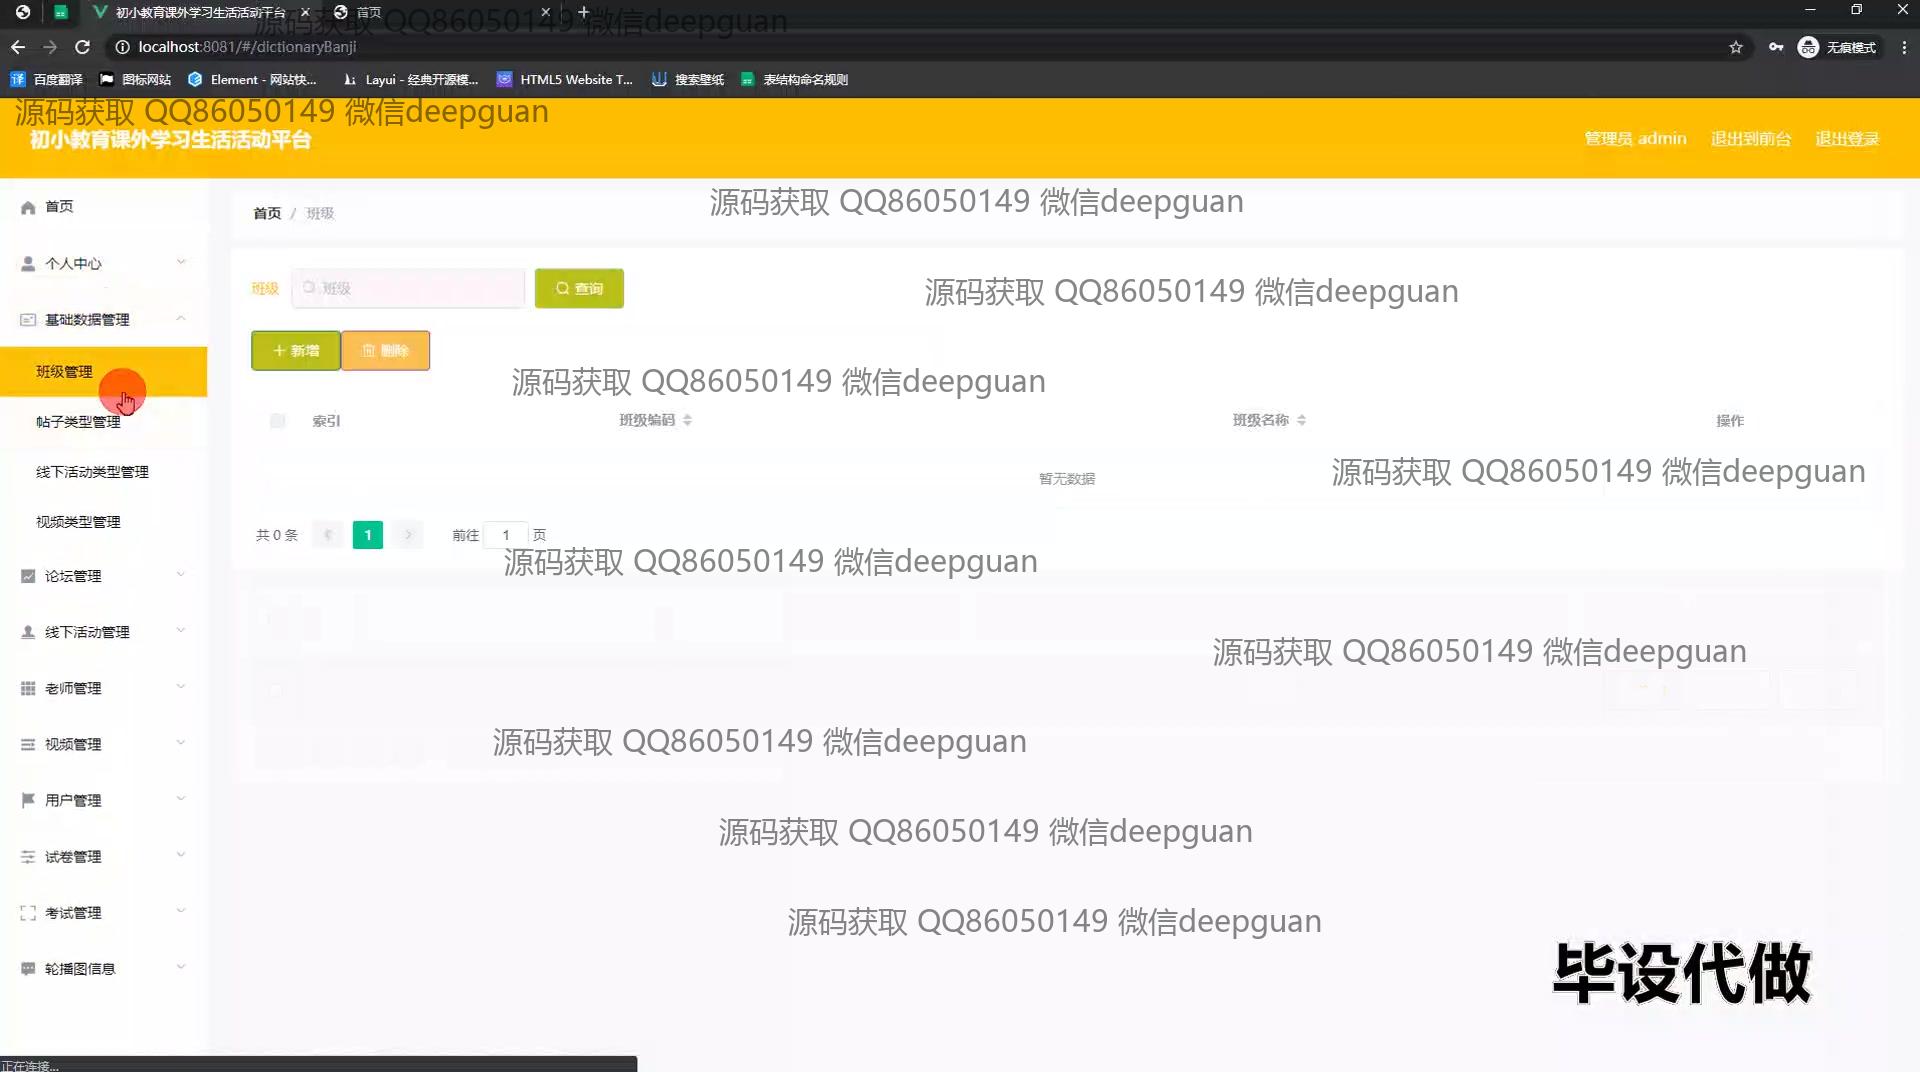 初小教育课外学习生活活动平台
首页
源码获取 QQ86050149 微信deepguan
localhost:8081/#/dictionaryBanji
无痕模式
百度翻译
图标网站
Element - 网站快...
Layui - 经典开源模...
HTML5 Website T...
搜索壁纸
表结构命名规则
源码获取 QQ86050149 微信deepguan
初小教育课外学习生活活动平台
管理员 admin
退出到前台
退出登录
首页
个人中心
基础数据管理
班级管理
帖子类型管理
线下活动类型管理
视频类型管理
论坛管理
线下活动管理
老师管理
视频管理
用户管理
试卷管理
考试管理
轮播图信息
首页 / 班级
源码获取 QQ86050149 微信deepguan
班级
班级
查询
源码获取 QQ86050149 微信deepguan
新增
删除
源码获取 QQ86050149 微信deepguan
索引
班级编码
班级名称
操作
暂无数据
源码获取 QQ86050149 微信deepguan
共 0 条
1
前往
1
页
源码获取 QQ86050149 微信deepguan
源码获取 QQ86050149 微信deepguan
源码获取 QQ86050149 微信deepguan
源码获取 QQ86050149 微信deepguan
源码获取 QQ86050149 微信deepguan
毕设代做
正在连接...